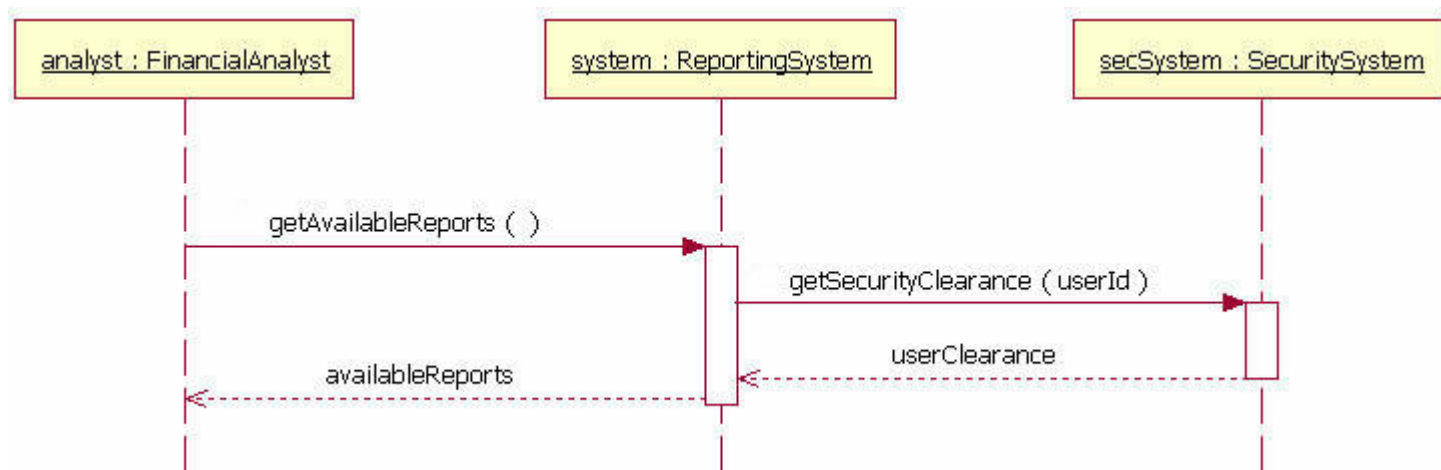 analyst : FinancialAnalyst
system : ReportingSystem
secSystem : SecuritySystem
getAvailableReports ( )
getSecurityClearance ( userId )
userClearance
availableReports